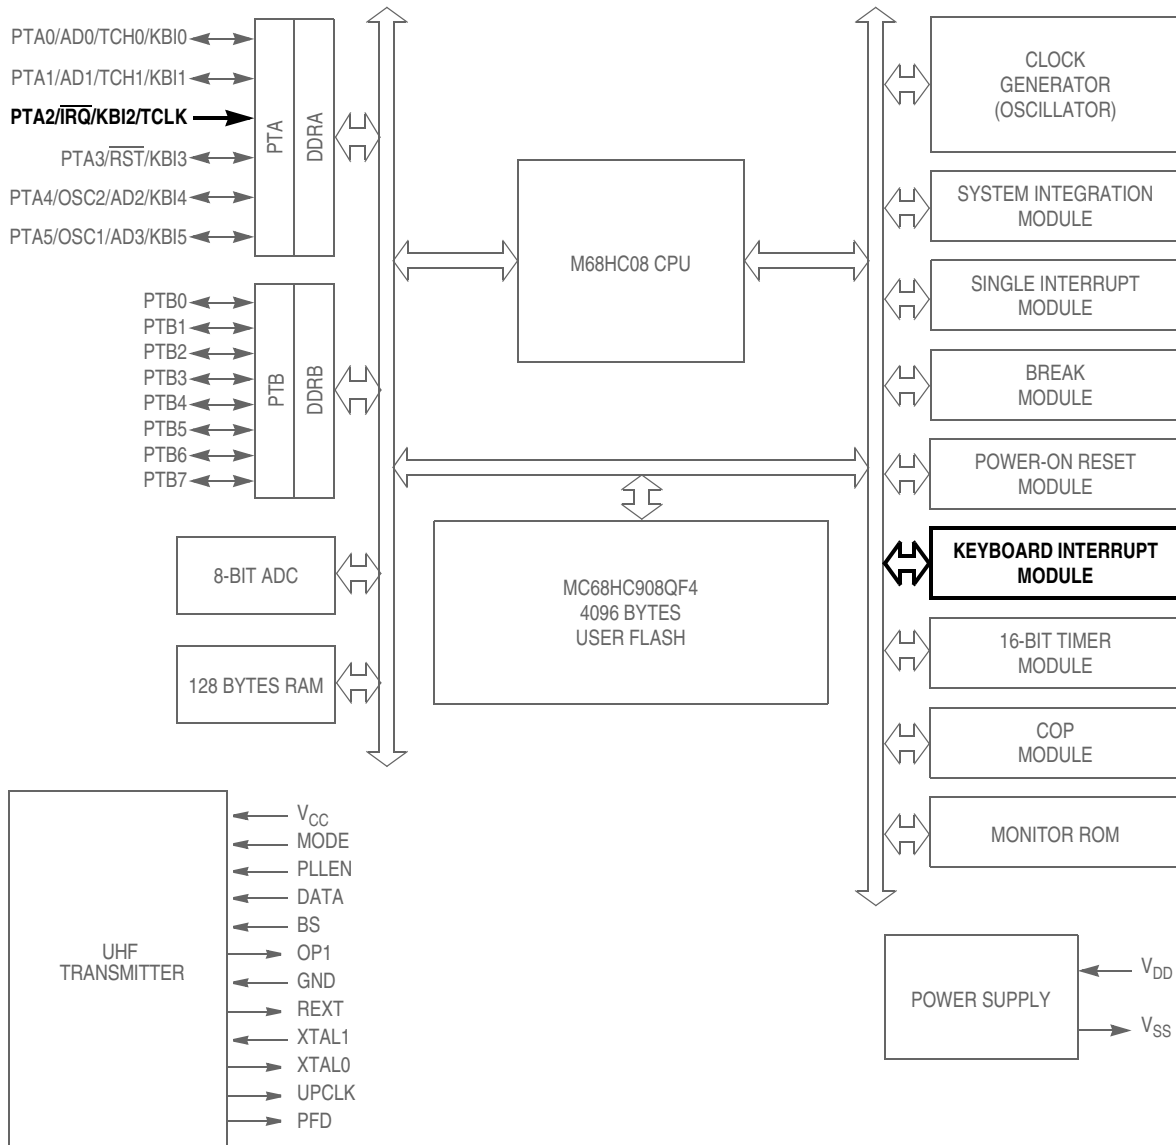 PTA0/AD0/TCH0/KBI0
PTA1/AD1/TCH1/KBI1
PTA2/I̅R̅Q̅/KBI2/TCLK
PTA3/R̅S̅T̅/KBI3
PTA4/OSC2/AD2/KBI4
PTA5/OSC1/AD3/KBI5
PTA
DDRA
PTB0
PTB1
PTB2
PTB3
PTB4
PTB5
PTB6
PTB7
PTB
DDRB
8-BIT ADC
128 BYTES RAM
M68HC08 CPU
MC68HC908QF4
4096 BYTES
USER FLASH
CLOCK
GENERATOR
(OSCILLATOR)
SYSTEM INTEGRATION
MODULE
SINGLE INTERRUPT
MODULE
BREAK
MODULE
POWER-ON RESET
MODULE
KEYBOARD INTERRUPT
MODULE
16-BIT TIMER
MODULE
COP
MODULE
MONITOR ROM
UHF
TRANSMITTER
VCC
MODE
PLLEN
DATA
BS
OP1
GND
REXT
XTAL1
XTAL0
UPCLK
PFD
POWER SUPPLY
VDD
VSS